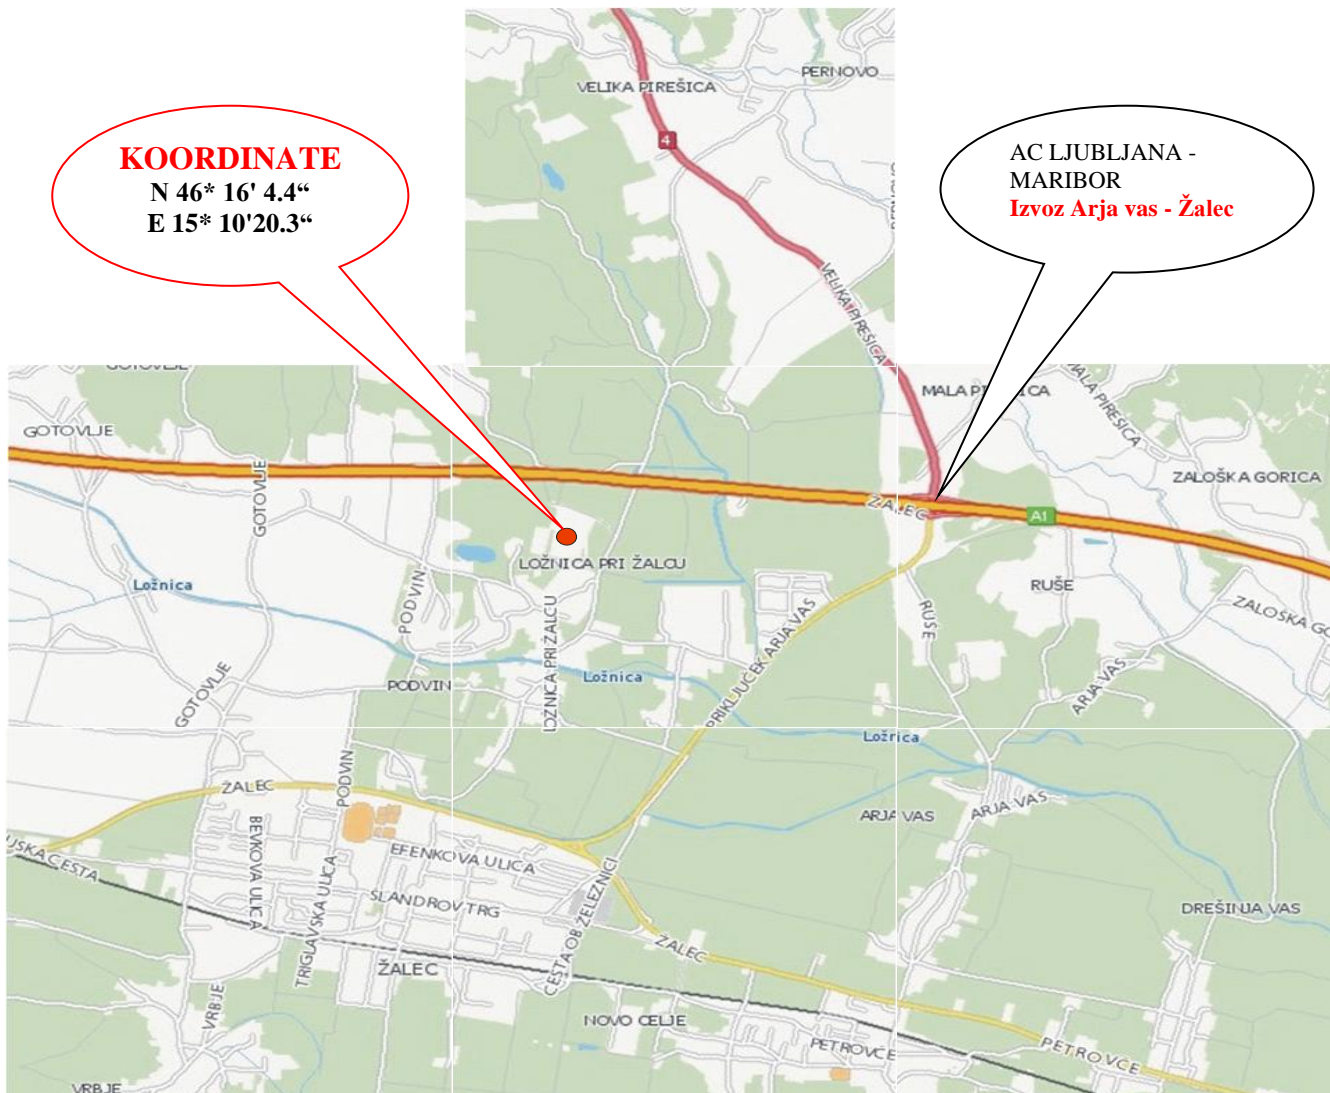 VELIKA PIREŠICA
PERNOVO
4
KOORDINATE
N 46* 16' 4.4“
E 15* 10'20.3“
AC LJUBLJANA -
MARIBOR
Izvoz Arja vas - Žalec
VELIKA PIREŠICA
GOTOVLJE
MALA PIREŠICA
GOTOVLJE
GOTOVLJE
ZALOŠKA GORICA
ŽALEC
A1
LOŽNICA PRI ŽALCU
Ložnica
PODVIN
LOŽNICA PRI ŽALCU
PRIKLJUČEK ARJA VAS
RUŠE
RUŠE
Ložnica
PODVIN
GOTOVLJE
ARJA VAS
Ložnica
PODVIN
ŽALEC
ARJA VAS
ARJA VAS
BEVKOVA ULICA
EFENKOVA ULICA
UJSKA CESTA
TRIGLAVSKA ULICA
SLANDROV TRG
CESTA OB ŽELEZNICI
DREŠINJA VAS
ŽALEC
ŽALEC
VRBJE
NOVO CELJE
PETROVČE
PETROVČE
VRBJE